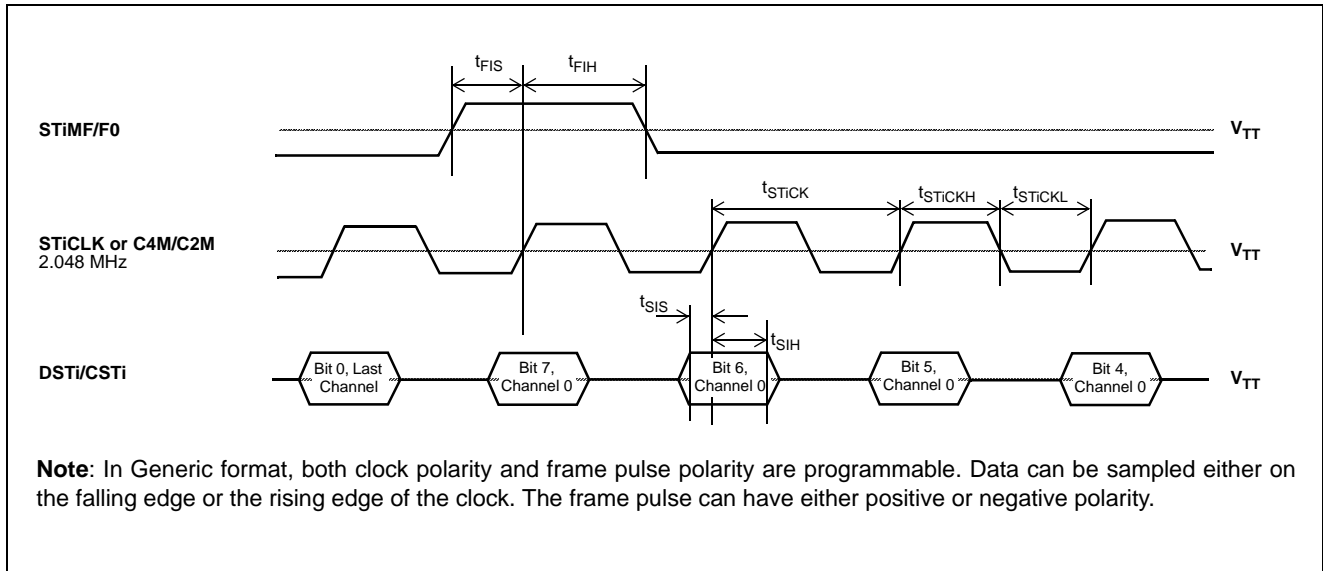 tFIS
tFIH
STiMF/F0
VTT
tSTiCK
tSTiCKH
tSTiCKL
STiCLK or C4M/C2M
2.048 MHz
VTT
tSIS
tSIH
DSTi/CSTi
Bit 0, Last
Channel
Bit 7,
Channel 0
Bit 6,
Channel 0
Bit 5,
Channel 0
Bit 4,
Channel 0
VTT
Note: In Generic format, both clock polarity and frame pulse polarity are programmable. Data can be sampled either on
the falling edge or the rising edge of the clock. The frame pulse can have either positive or negative polarity.